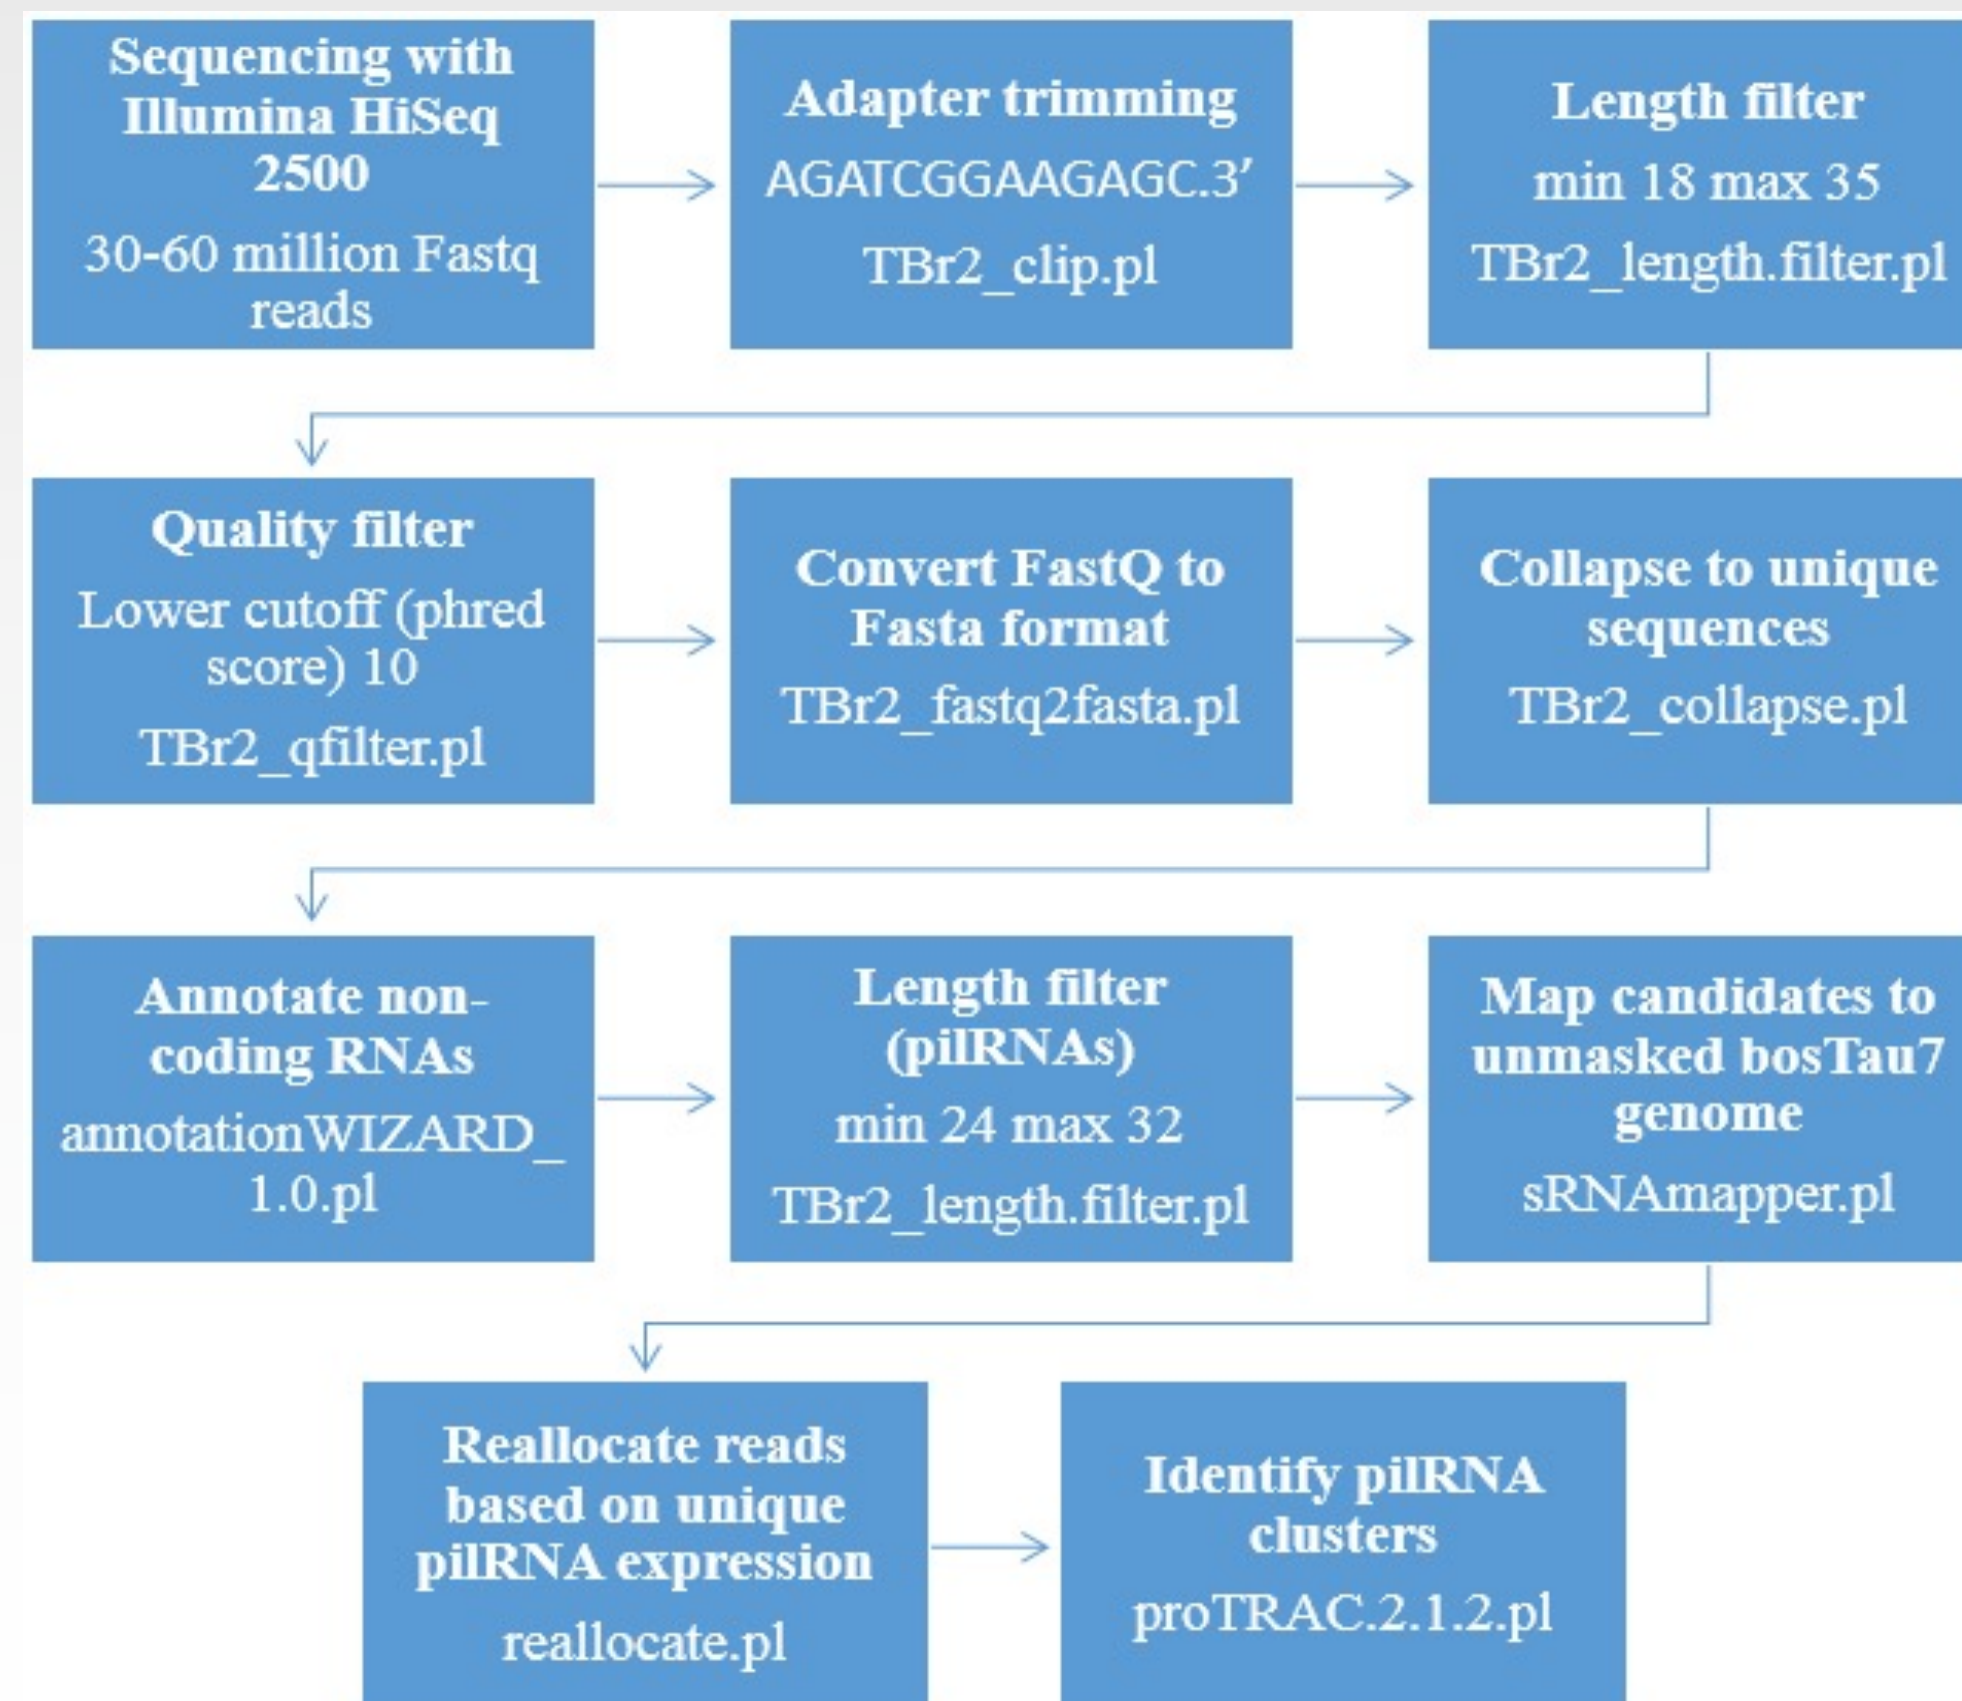 Sequencing with
Illumina HiSeq
2500
30-60 million Fastq
reads
Adapter trimming
AGATCGGAAGAGC.3′
TBr2_clip.pl
Length filter
min 18 max 35
TBr2_length.filter.pl
Quality filter
Lower cutoff (phred
score) 10
TBr2_qfilter.pl
Convert FastQ to
Fasta format
TBr2_fastq2fasta.pl
Collapse to unique
sequences
TBr2_collapse.pl
Annotate non-
coding RNAs
annotationWIZARD_
1.0.pl
Length filter
(pilRNAs)
min 24 max 32
TBr2_length.filter.pl
Map candidates to
unmasked bosTau7
genome
sRNAmapper.pl
Reallocate reads
based on unique
pilRNA expression
reallocate.pl
Identify pilRNA
clusters
proTRAC.2.1.2.pl